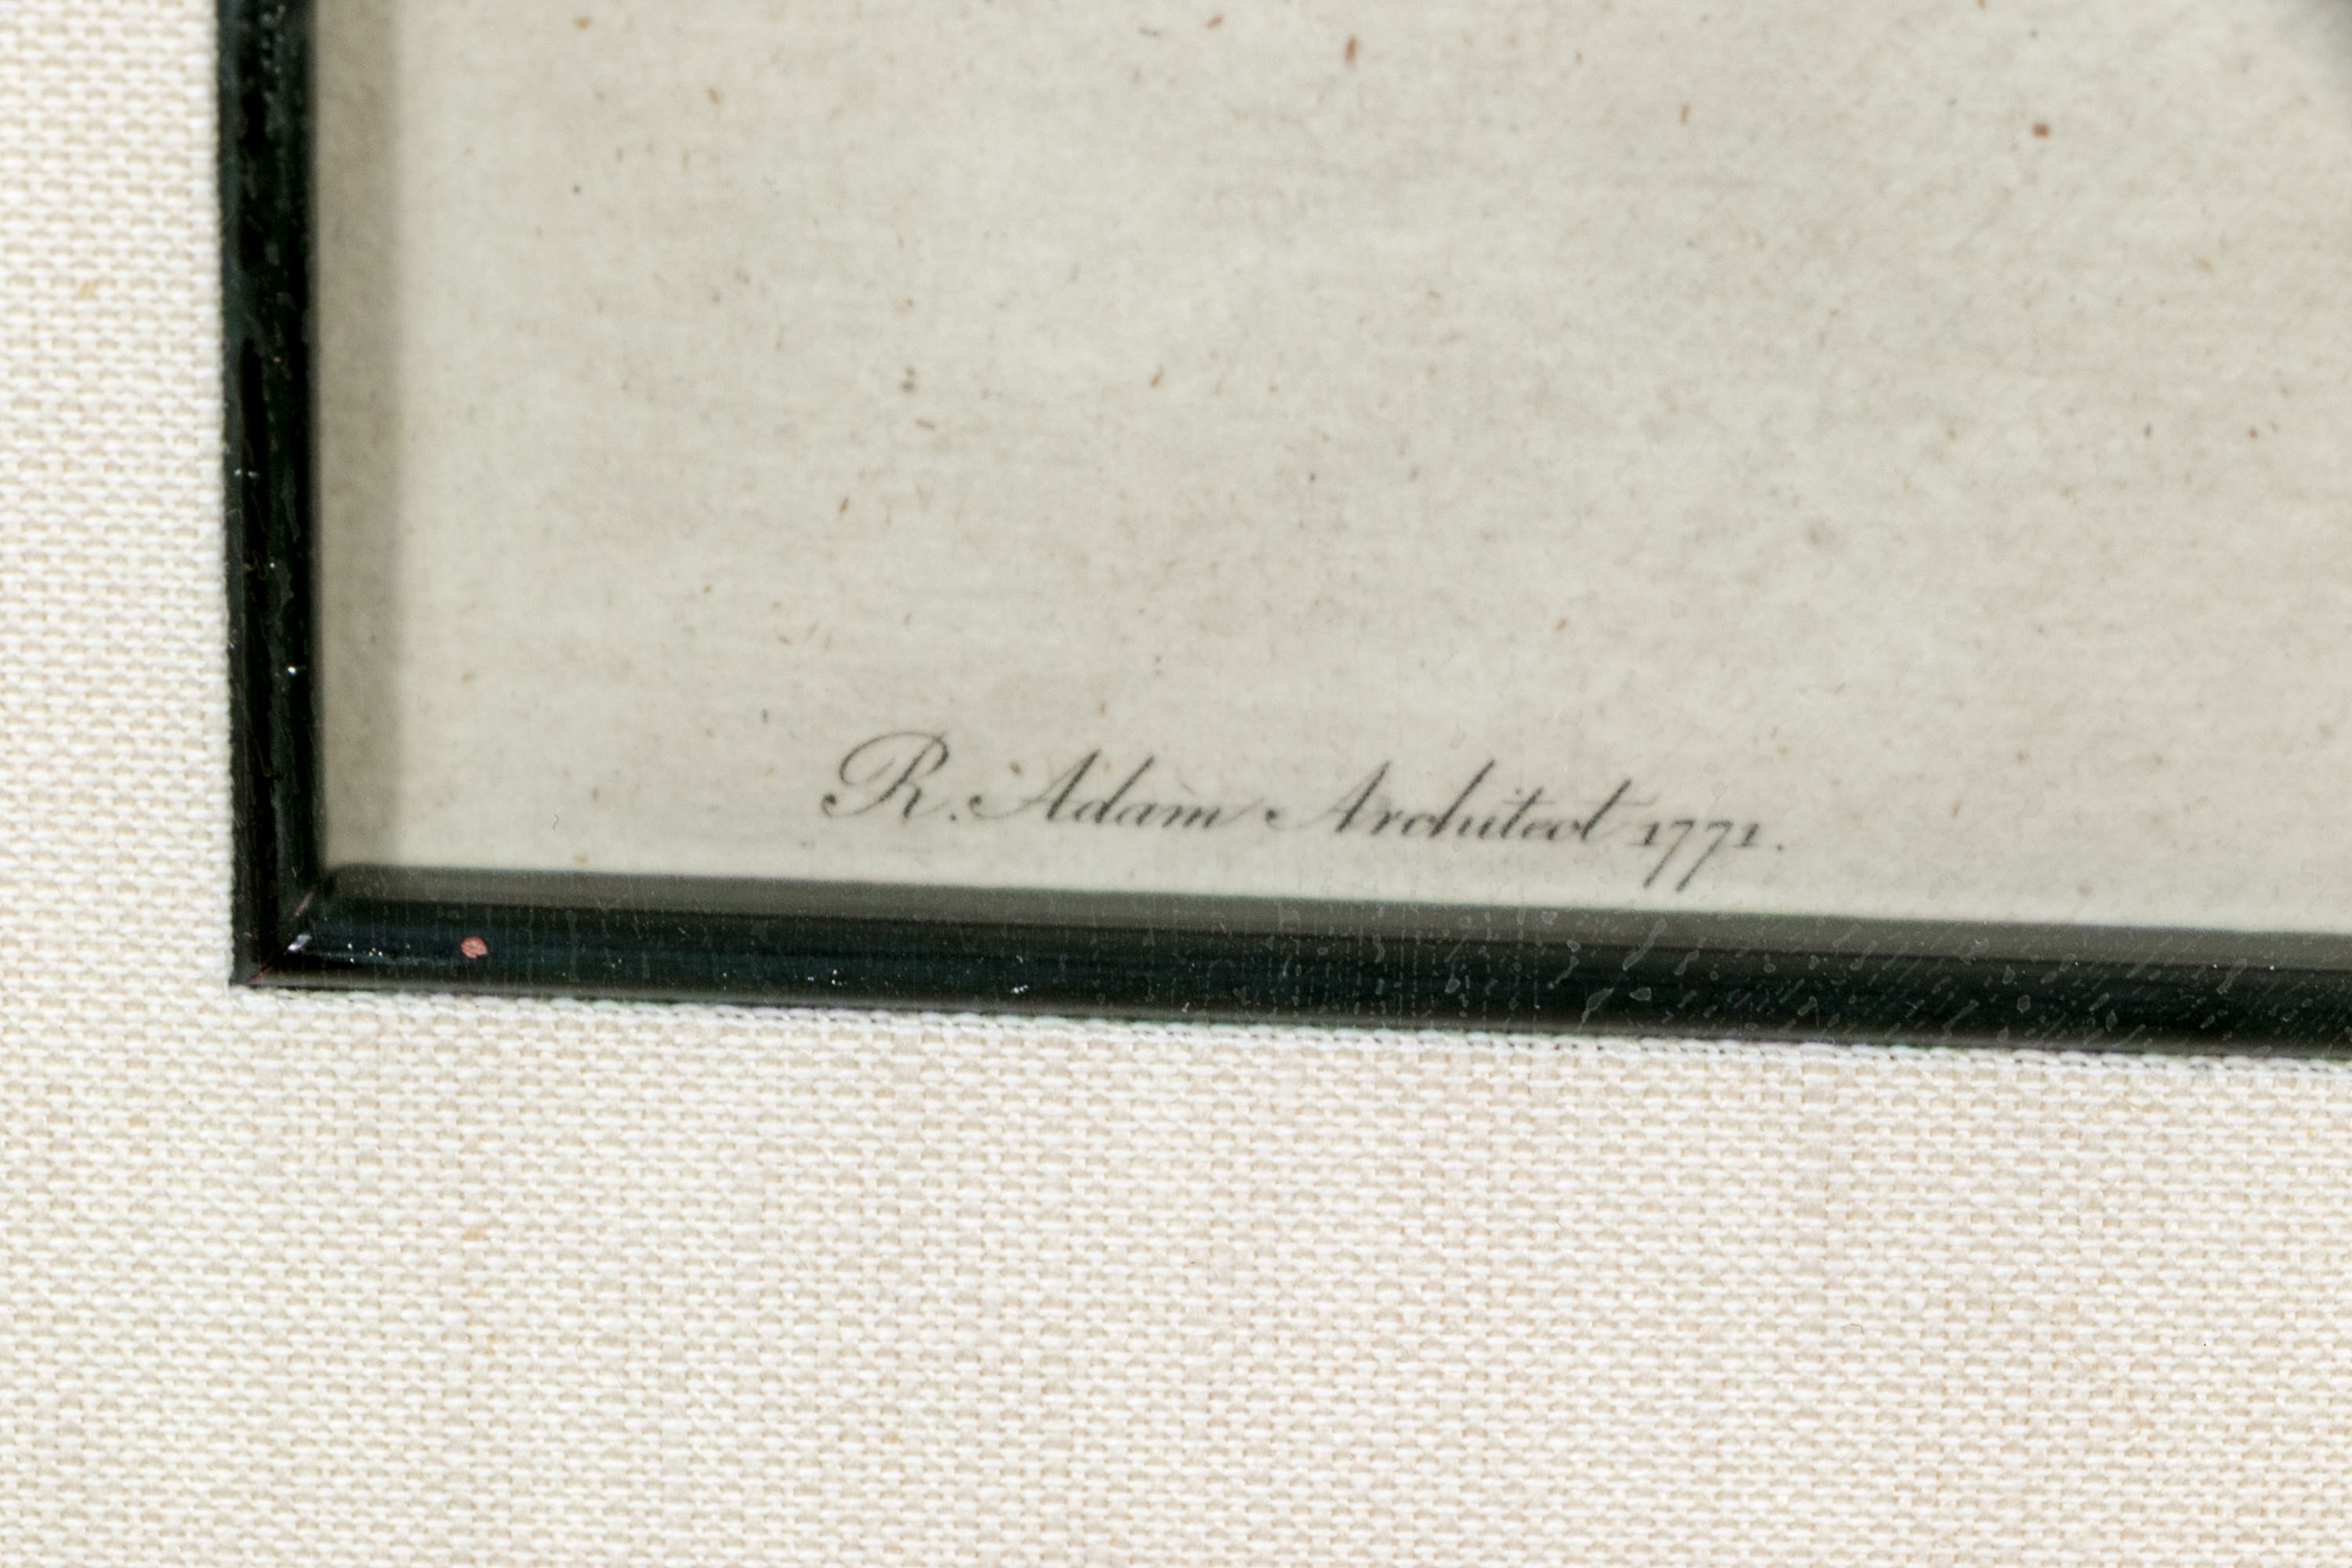 R. Adam Architect 1771.